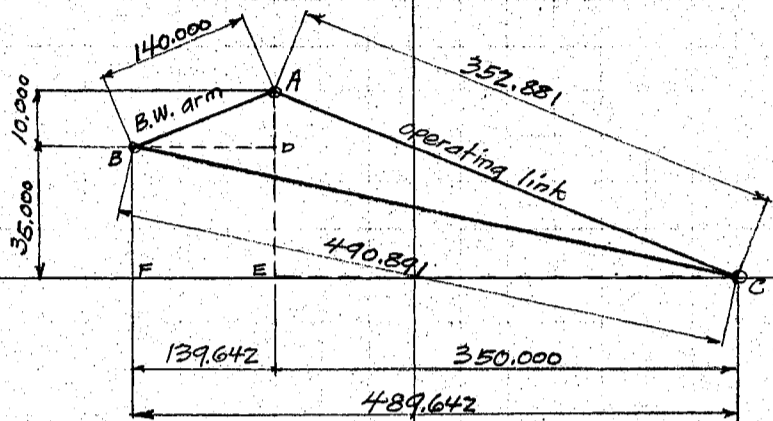 140.000
352.881
A
10.000
B.W. arm
operating link
B
D
35.000
490.891
F
E
C
139.642
350.000
489.642